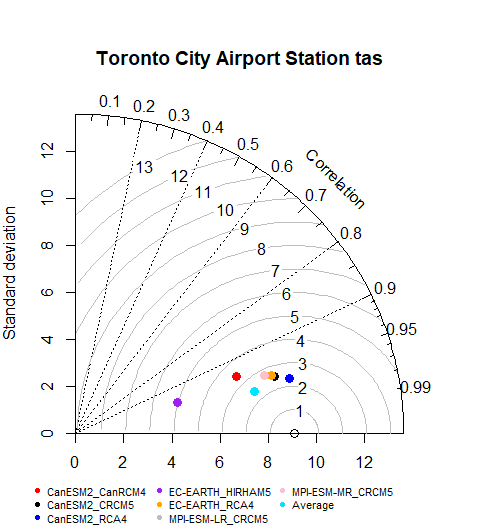 Toronto City Airport Station tas
0.1 0.2 0.3 0.4 0.5 0.6 0.7 0.8 0.9 0.95 0.99
Correlation
Standard deviation
12
10
8
6
4
2
0
13 12 11 10 9 8 7 6 5 4 3 2 1
0 2 4 6 8 10 12
CanESM2_CanRCM4 EC-EARTH_HIRHAM5 MPI-ESM-MR_CRCM5
CanESM2_CRCM5 EC-EARTH_RCA4 Average
CanESM2_RCA4 MPI-ESM-LR_CRCM5